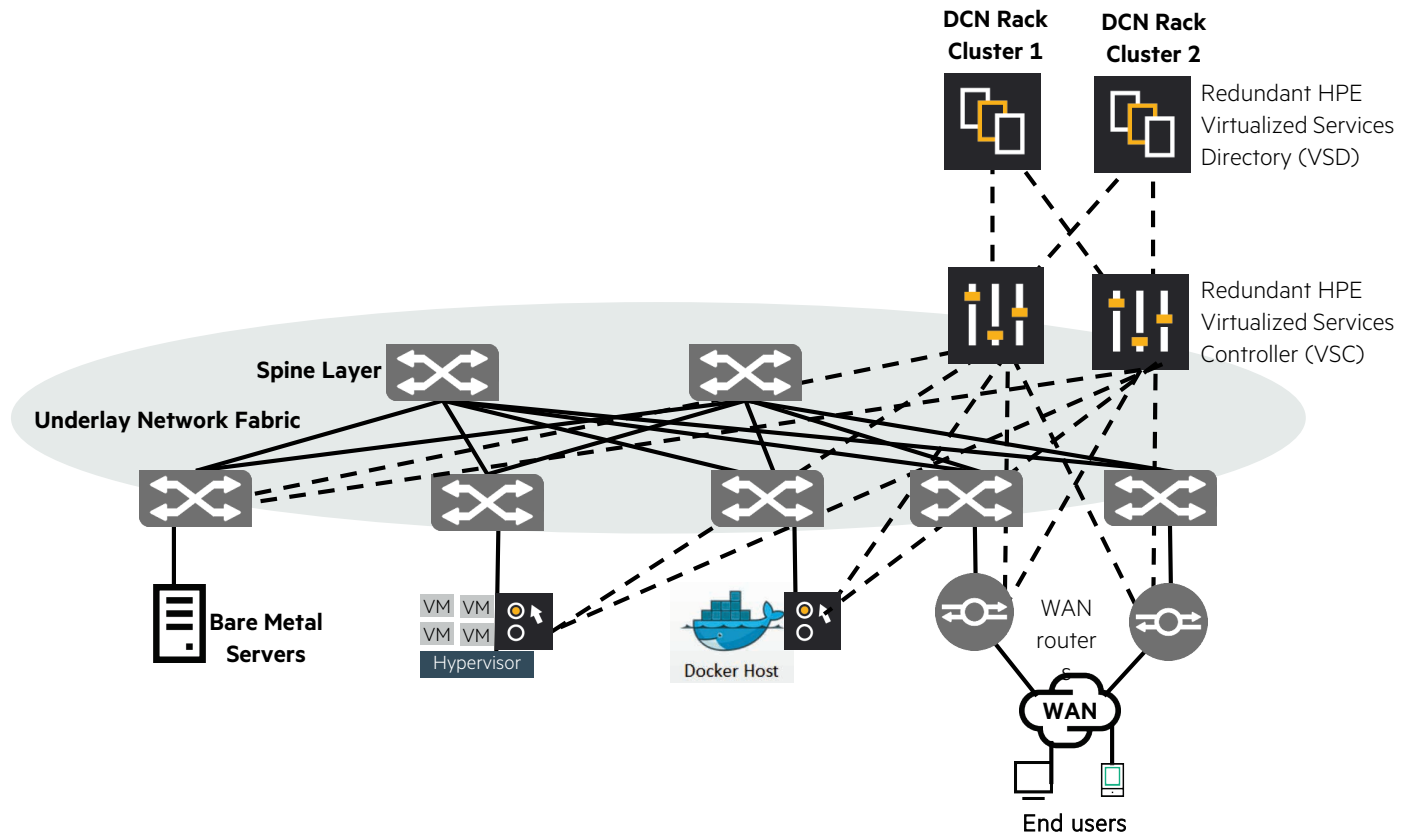 DCN Rack
Cluster 1
DCN Rack
Cluster 2
Redundant HPE
Virtualized Services
Directory (VSD)
Redundant HPE
Virtualized Services
Controller (VSC)
Spine Layer
Underlay Network Fabric
Bare Metal
Servers
VM VM
VM VM
Hypervisor
Docker Host
WAN
router
s
WAN
End users